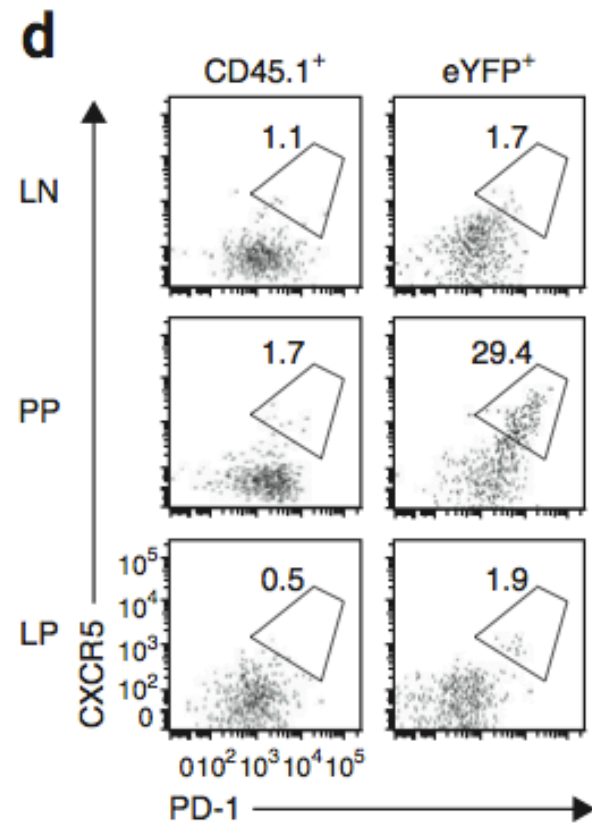 d
CD45.1⁺ eYFP⁺
LN 1.1 1.7
PP 1.7 29.4
LP 0.5 1.9
CXCR5
10⁵
10⁴
10³
10²
0
0 10² 10³ 10⁴ 10⁵
PD-1